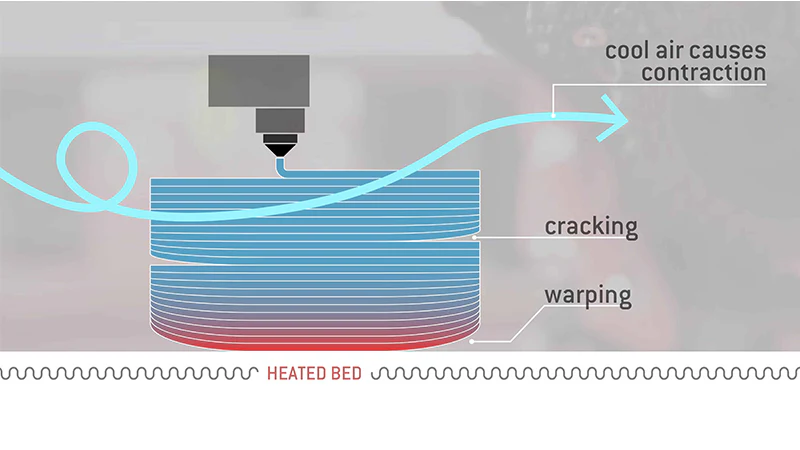 cool air causes
contraction
cracking
warping
HEATED BED